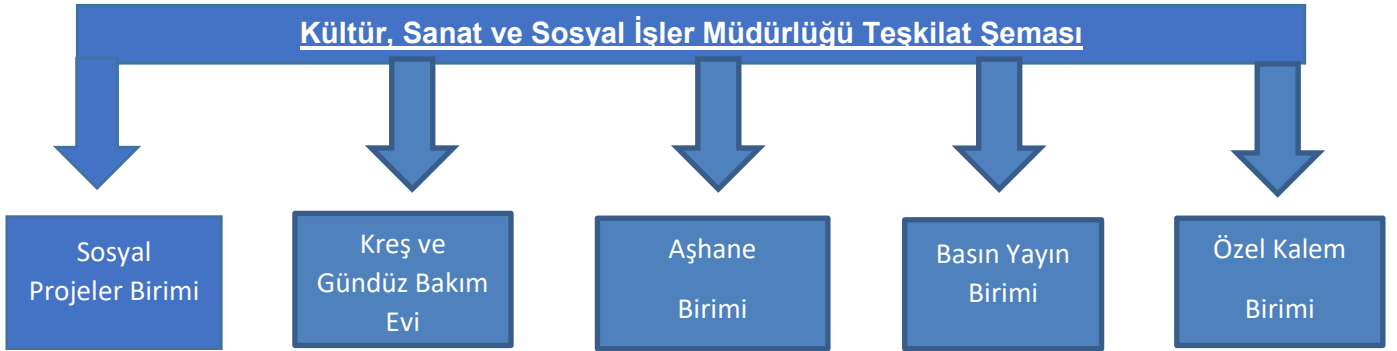 Kültür, Sanat ve Sosyal İşler Müdürlüğü Teşkilat Şeması
Sosyal
Projeler Birimi
Kreş ve
Gündüz Bakım
Evi
Aşhane
Birimi
Basın Yayın
Birimi
Özel Kalem
Birimi